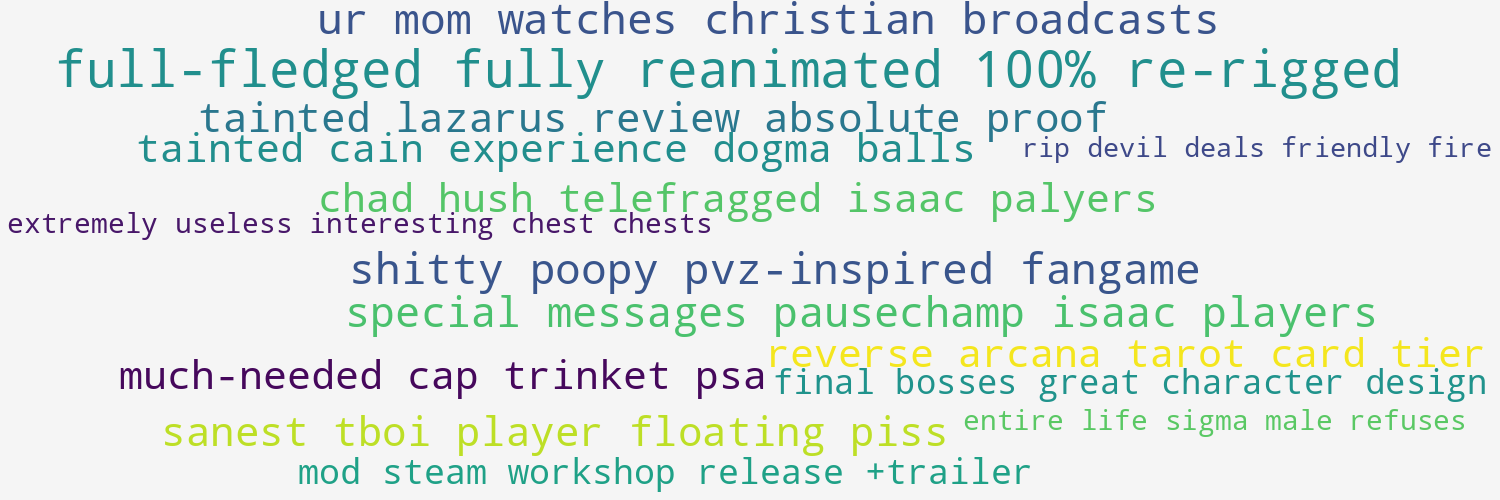 ur mom watches christian broadcasts
full-fledged fully reanimated 100% re-rigged
tainted lazarus review absolute proof
tainted cain experience dogma balls
rip devil deals friendly fire
chad hush telefragged isaac palyers
extremely useless interesting chest chests
shitty poopy pvz-inspired fangame
special messages pausechamp isaac players
reverse arcana tarot card tier
much-needed cap trinket psa
final bosses great character design
sanest tboi player floating piss
entire life sigma male refuses
mod steam workshop release +trailer